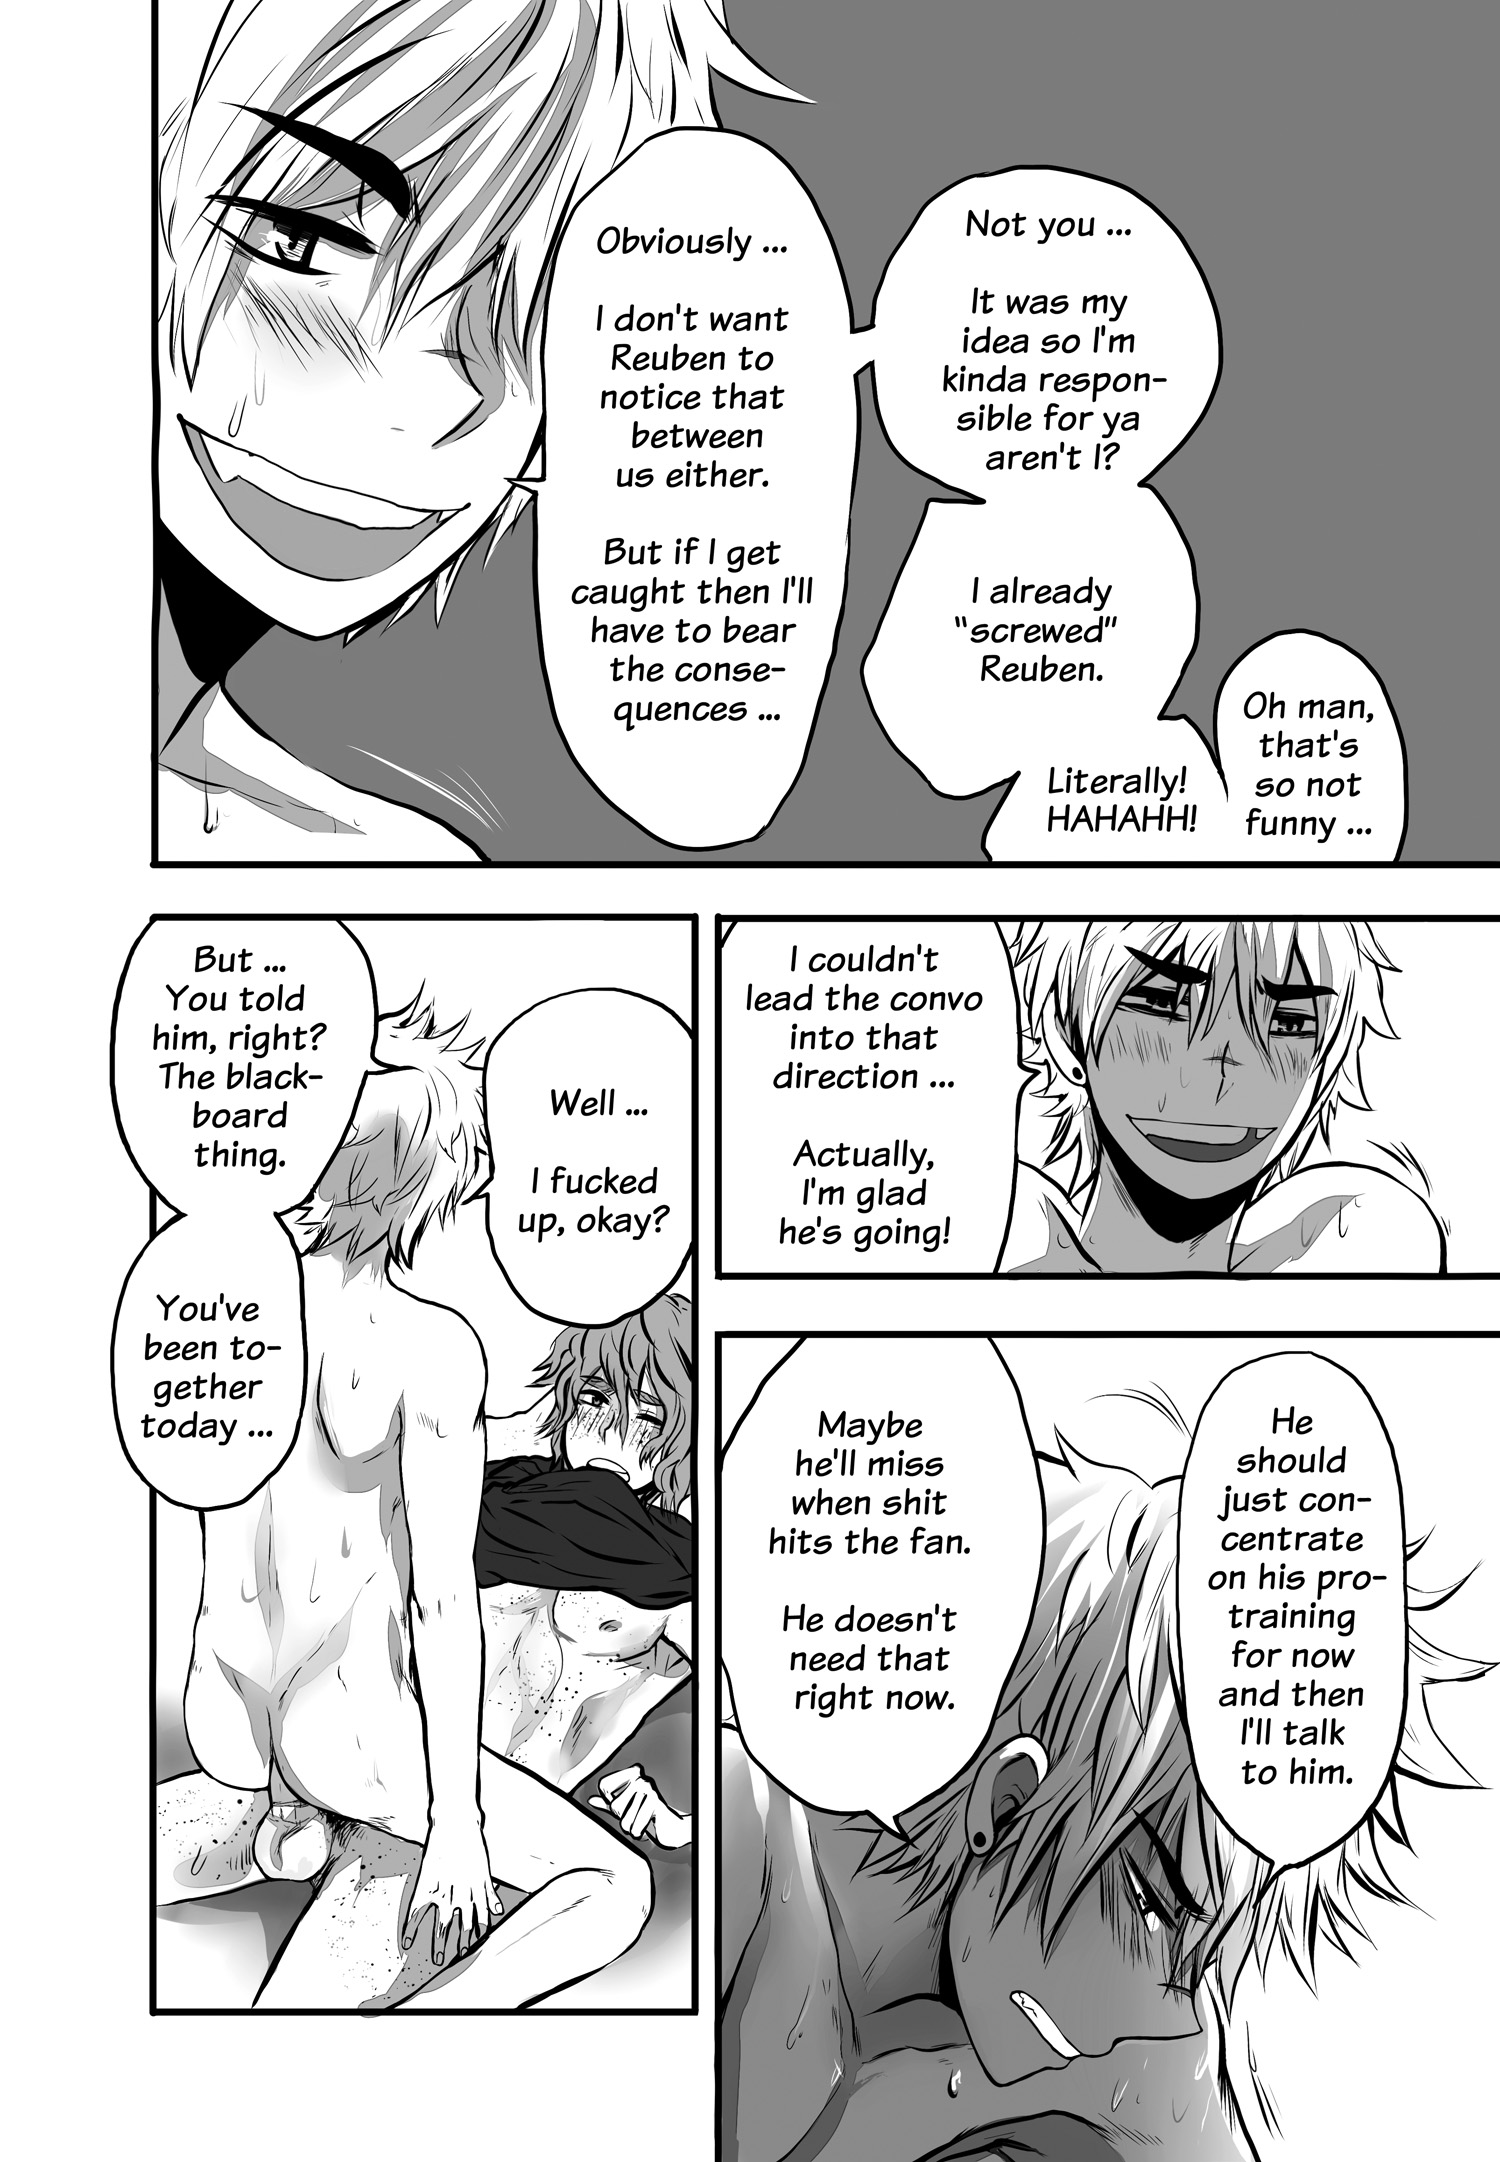 Oh man,
that's
so not
funny ...
Not you ...
It was my
idea so I'm
kinda respon-
sible for ya
aren't I?
I already
"screwed"
Reuben.
Literally!
HAHAHH!
Obviously ...
I don't want
Reuben to
notice that
between
us either.
But if I get
caught then I'll
have to bear
the conse-
quences ...
I couldn't
lead the convo
into that
direction ...
Actually,
I'm glad
he's going!
He
should
just con-
centrate
on his pro-
training
for now
and then
I'll talk
to him.
Maybe
he'll miss
when shit
hits the fan.
He doesn't
need that
right now.
Well ...
I fucked
up, okay?
But ...
You told
him, right?
The black-
board
thing.
You've
been to-
gether
today ...